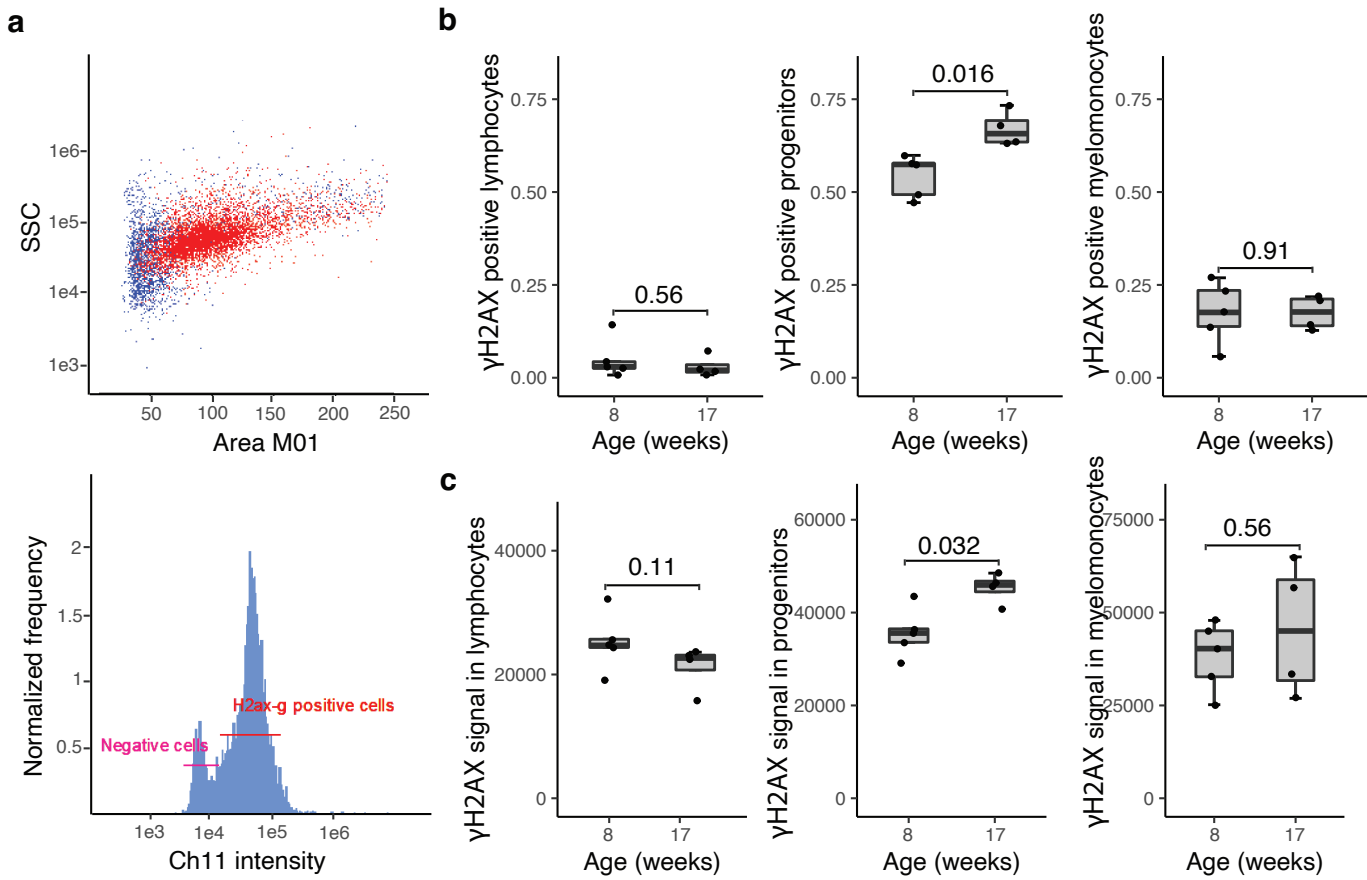 a
SSC
1e6
1e5
1e4
1e3
50
100
150
200
250
Area M01
Normalized frequency
2
1.5
1
0.5
H2ax-g positive cells
Negative cells
1e3
1e4
1e5
1e6
Ch11 intensity
b
γH2AX positive lymphocytes
0.75
0.50
0.25
0.00
0.56
8
17
Age (weeks)
γH2AX positive progenitors
0.75
0.50
0.25
0.00
0.016
8
17
Age (weeks)
γH2AX positive myelomonocytes
0.75
0.50
0.25
0.00
0.91
8
17
Age (weeks)
c
γH2AX signal in lymphocytes
40000
20000
0
0.11
8
17
Age (weeks)
γH2AX signal in progenitors
60000
40000
20000
0
0.032
8
17
Age (weeks)
γH2AX signal in myelomonocytes
75000
50000
25000
0
0.56
8
17
Age (weeks)